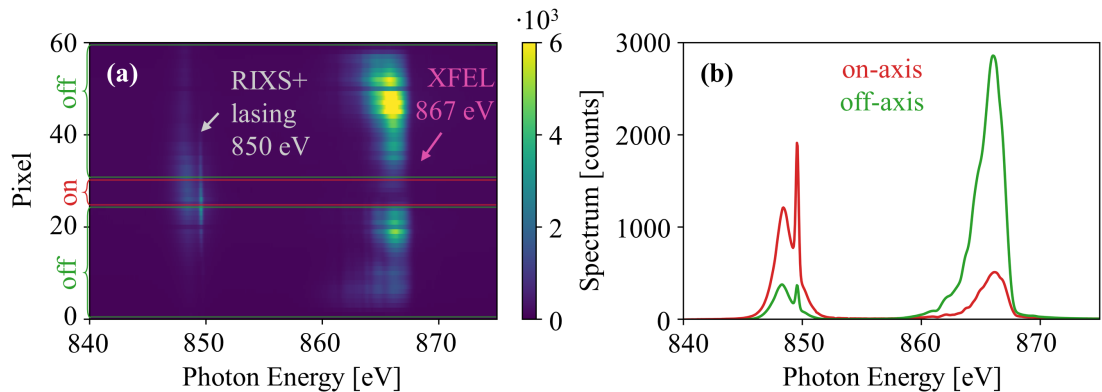 (a)
RIXS+
lasing
850 eV
XFEL
867 eV
off
on
off
Pixel
60
40
20
0
840
850
860
870
Photon Energy [eV]
·10³
6
4
2
0
(b)
on-axis
off-axis
Spectrum [counts]
3000
2000
1000
0
840
850
860
870
Photon Energy [eV]